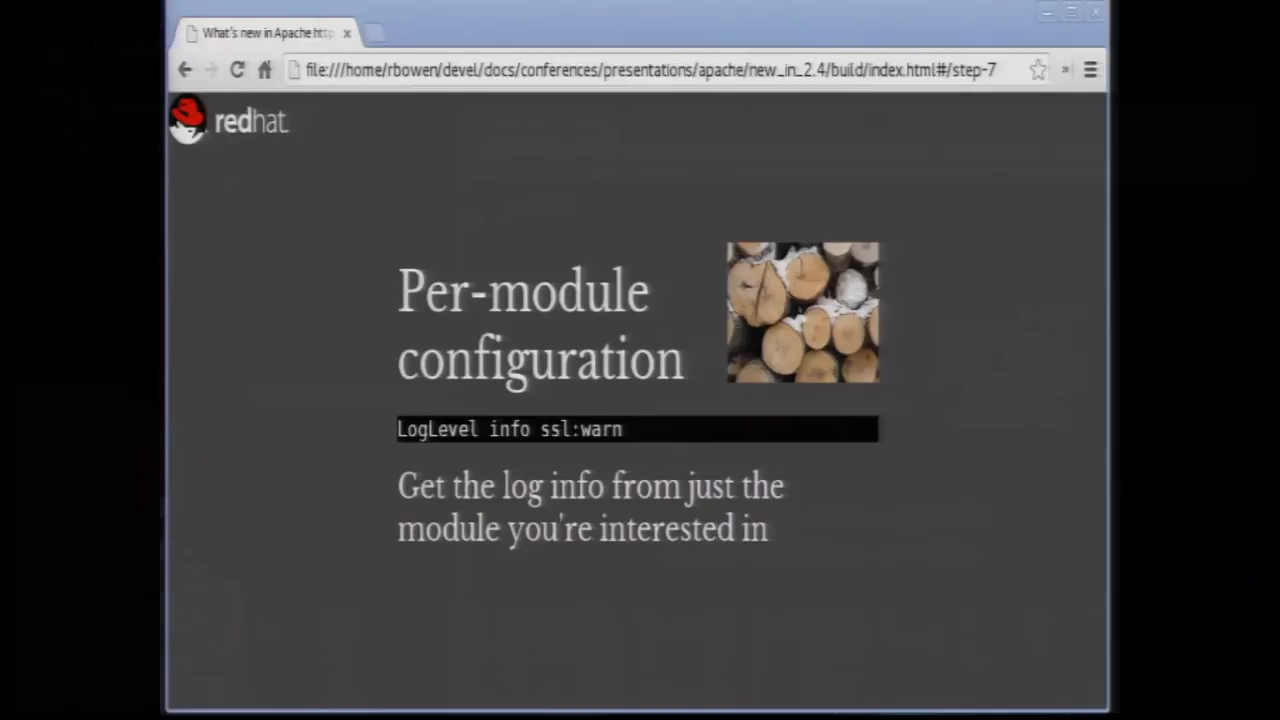 What's new in Apache http
file:///home/rbowen/devel/docs/conferences/presentations/apache/new_in_2.4/build/index.html#/step-7
redhat.
Per-module
configuration
LogLevel info ssl:warn
Get the log info from just the
module you're interested in